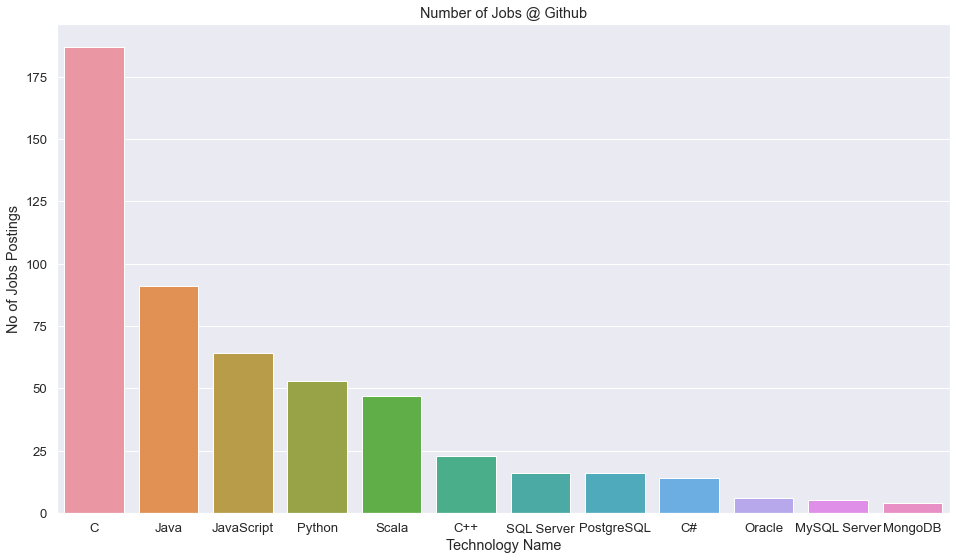 Number of Jobs @ Github
No of Jobs Postings
175
150
125
100
75
50
25
0
C Java JavaScript Python Scala C++ SQL Server PostgreSQL C# Oracle MySQL Server MongoDB
Technology Name